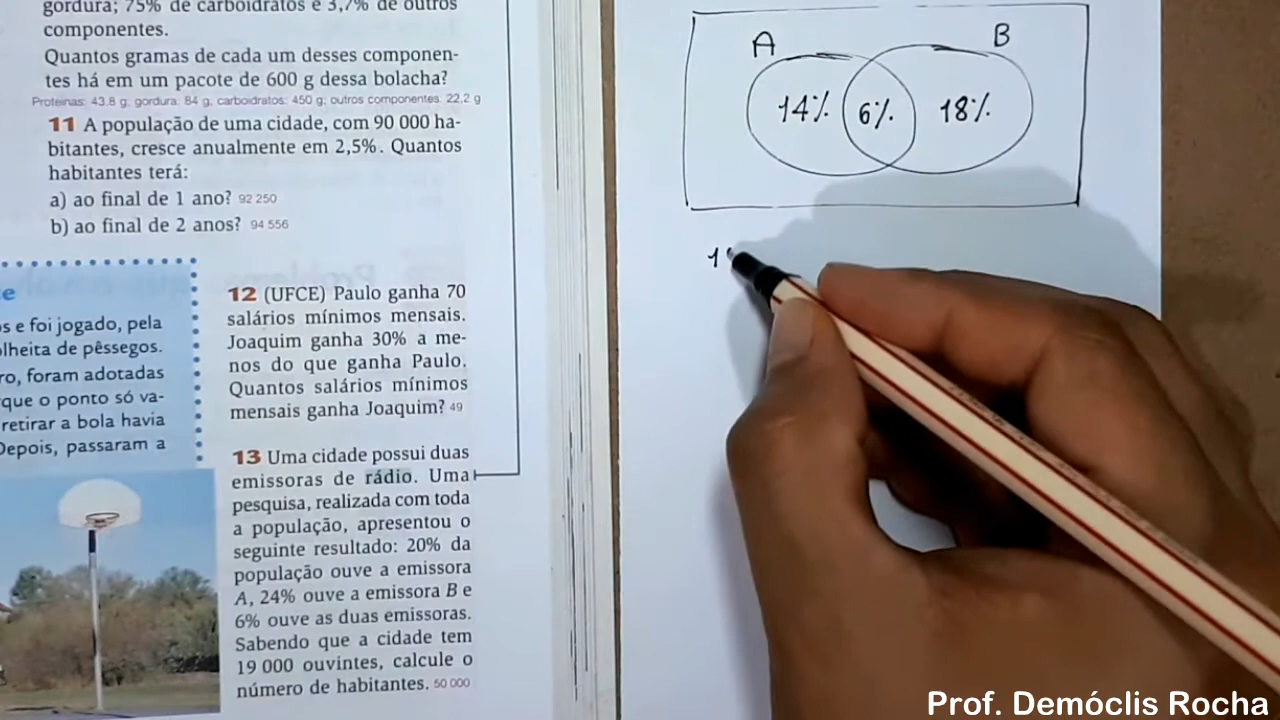 gordura; 75% de carboidratos e 3,7% de outros
componentes.
Quantos gramas de cada um desses componen-
tes há em um pacote de 600 g dessa bolacha?
Proteínas: 43,8 g; gordura: 84 g; carboidratos: 450 g; outros componentes: 22,2 g
11 A população de uma cidade, com 90 000 ha-
bitantes, cresce anualmente em 2,5%. Quantos
habitantes terá:
a) ao final de 1 ano? 92 250
b) ao final de 2 anos? 94 556
e
s e foi jogado, pela
lheita de pêssegos.
ro, foram adotadas
que o ponto só va-
retirar a bola havia
Depois, passaram a
12 (UFCE) Paulo ganha 70
salários mínimos mensais.
Joaquim ganha 30% a me-
nos do que ganha Paulo.
Quantos salários mínimos
mensais ganha Joaquim? 49
13 Uma cidade possui duas
emissoras de rádio. Uma
pesquisa, realizada com toda
a população, apresentou o
seguinte resultado: 20% da
população ouve a emissora
A, 24% ouve a emissora B e
6% ouve as duas emissoras.
Sabendo que a cidade tem
19 000 ouvintes, calcule o
número de habitantes. 50 000
A B
14% 6% 18%
1
Prof. Demóclis Rocha